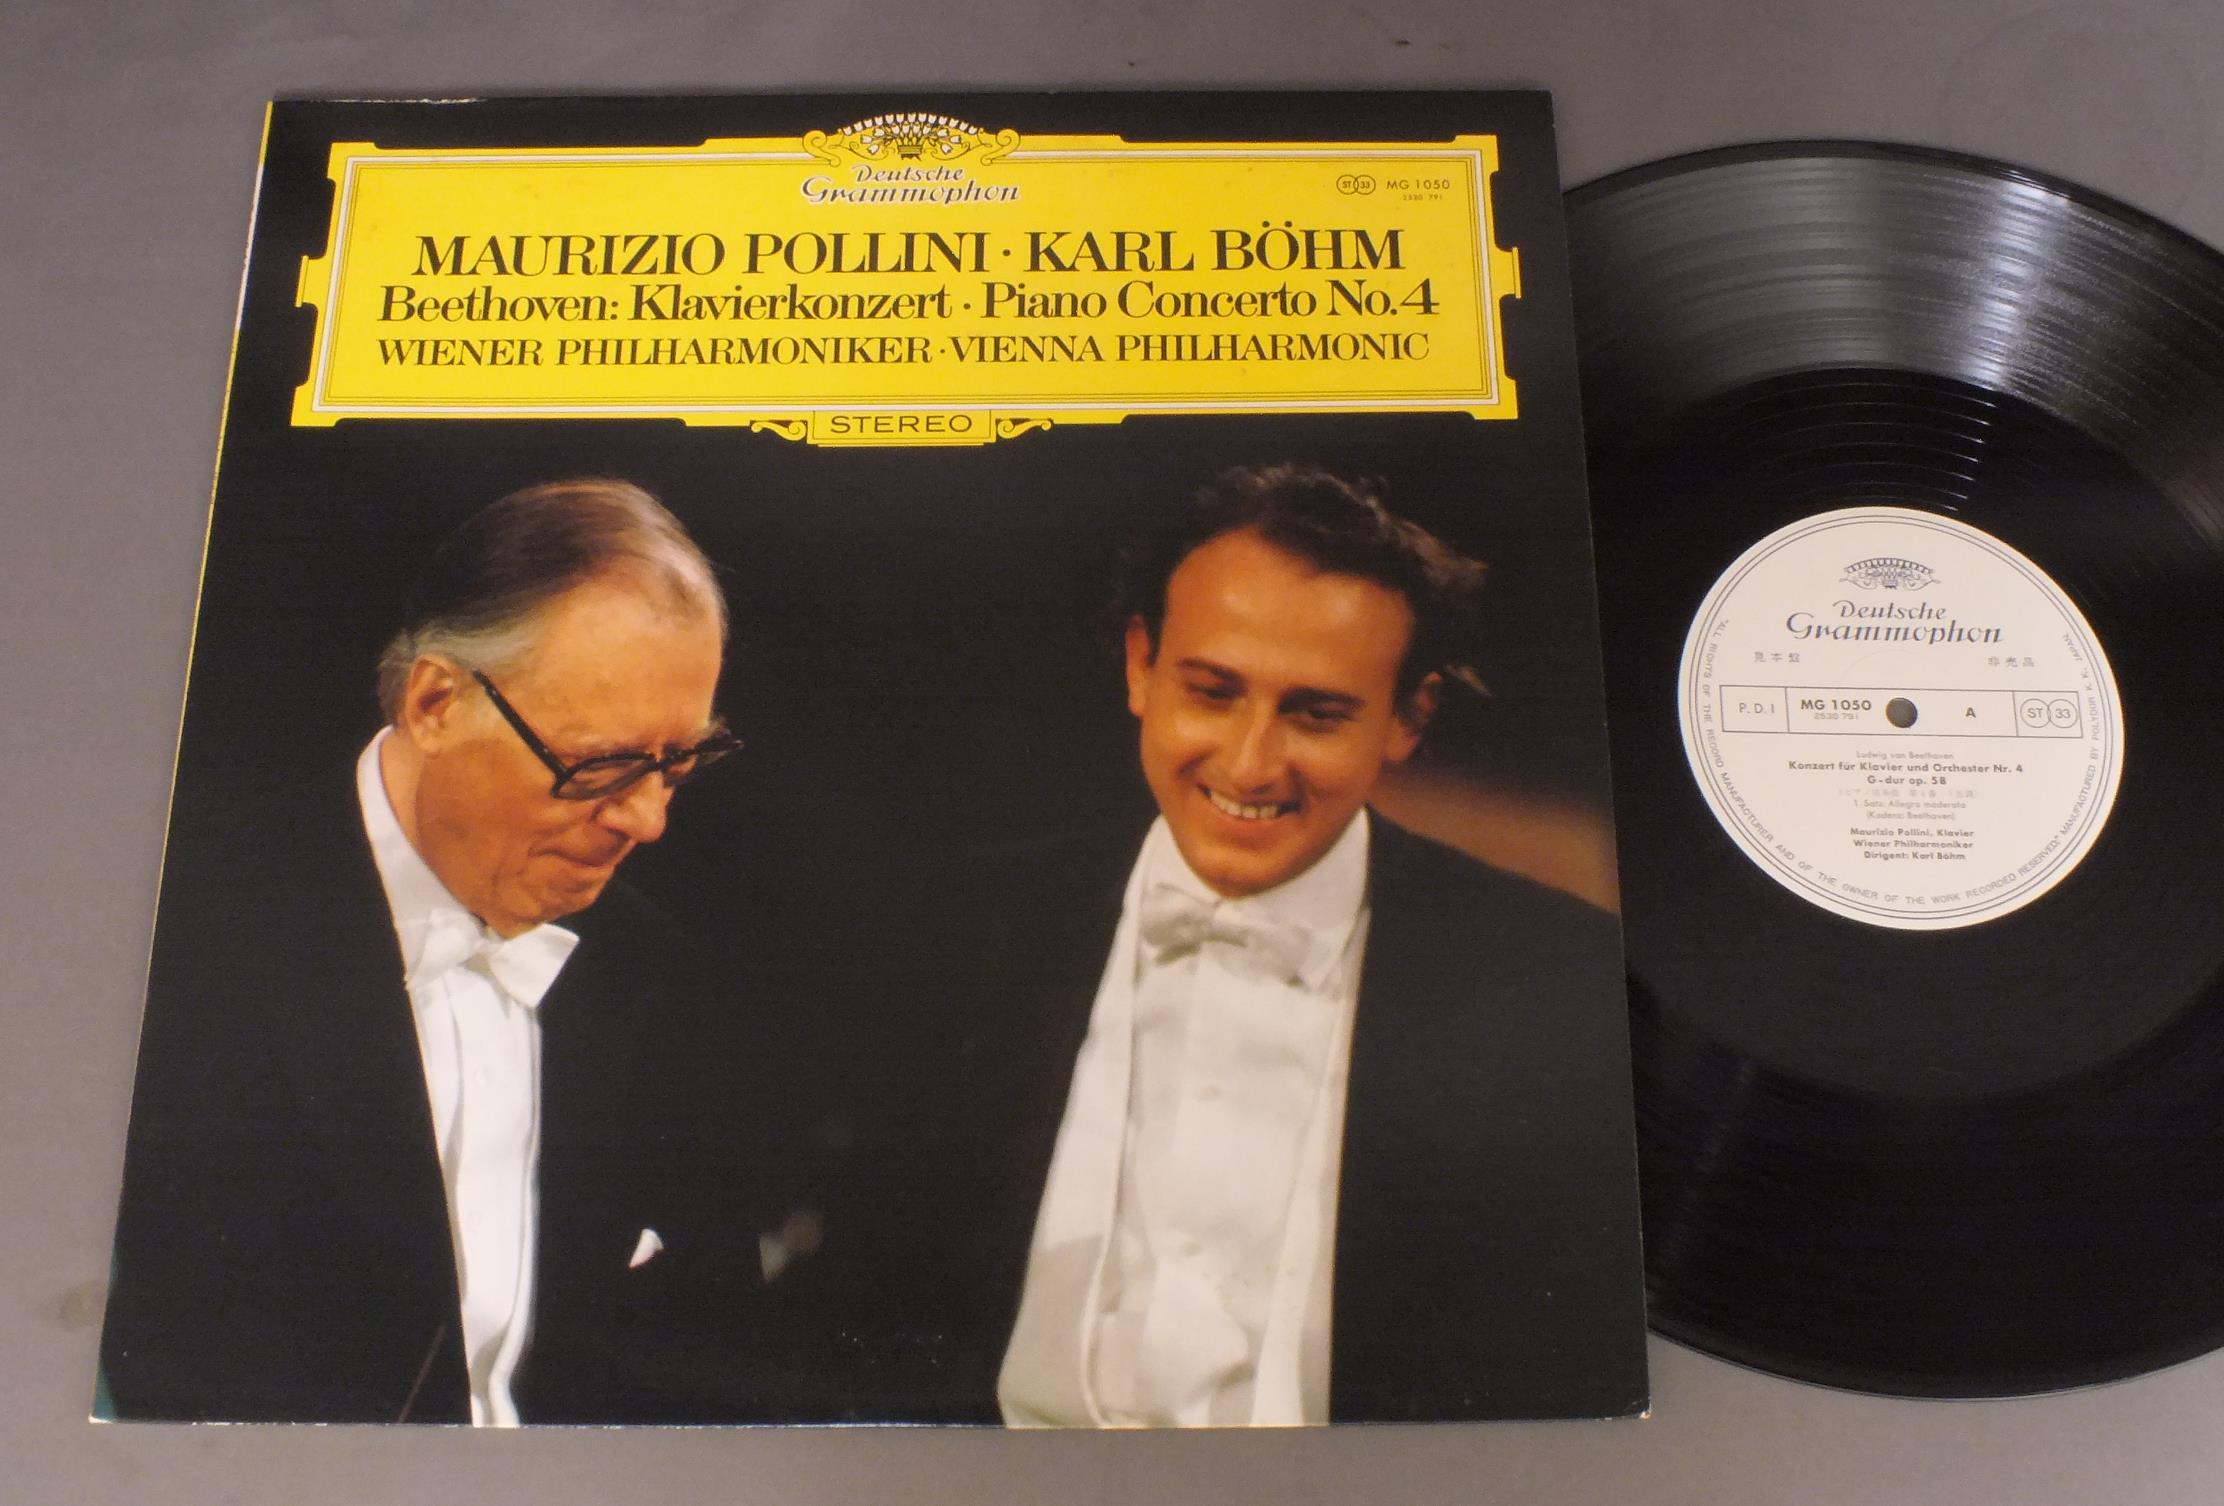 Deutsche
Grammophon
ST 33 MG 1050
2530 791
MAURIZIO POLLINI · KARL BÖHM
Beethoven: Klavierkonzert · Piano Concerto No.4
WIENER PHILHARMONIKER · VIENNA PHILHARMONIC
STEREO
Deutsche
Grammophon
見本盤 非売品
P.D.I MG 1050 A ST 33
2530 791
Ludwig van Beethoven
Konzert für Klavier und Orchester Nr. 4
G-dur op. 58
1. Satz: Allegro moderato
(Kadenz: Beethoven)
Maurizio Pollini, Klavier
Wiener Philharmoniker
Dirigent: Karl Böhm
"ALL RIGHTS OF THE RECORD MANUFACTURER AND OF THE OWNER OF THE WORK RECORDED RESERVED." MANUFACTURED BY POLYDOR K. K., JAPAN